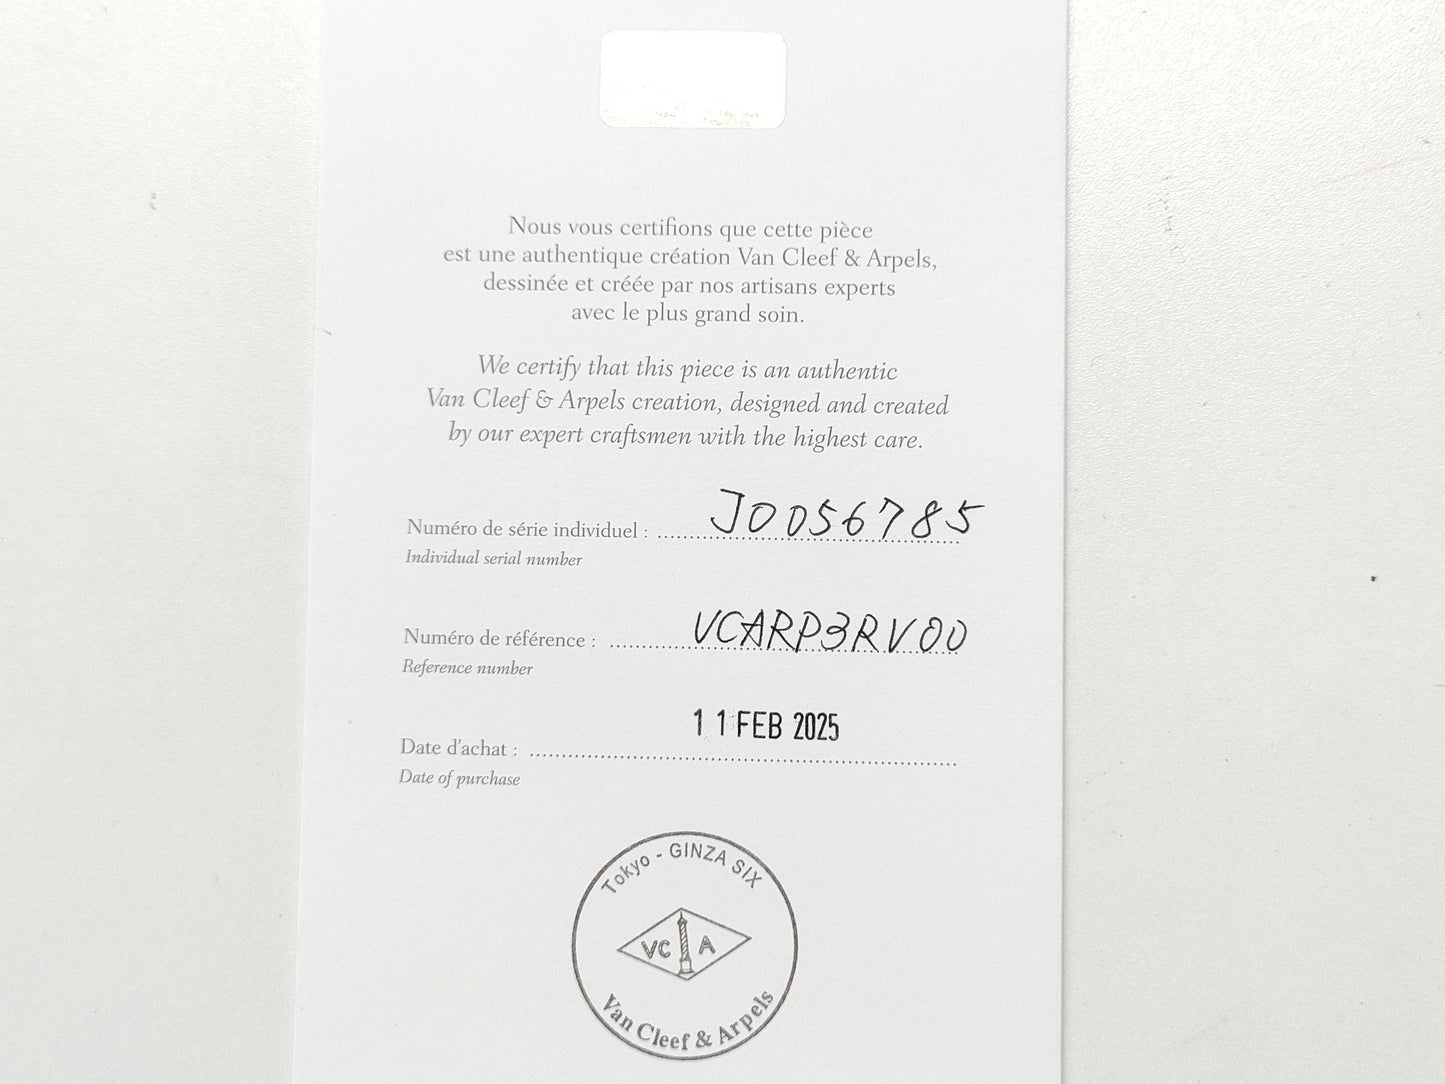 Nous vous certifions que cette pièce
est une authentique création Van Cleef & Arpels,
dessinée et créée par nos artisans experts
avec le plus grand soin.
We certify that this piece is an authentic
Van Cleef & Arpels creation, designed and created
by our expert craftsmen with the highest care.
Numéro de série individuel : J0056785
Individual serial number
Numéro de référence : VCARP3RV00
Reference number
11 FEB 2025
Date d'achat :
Date of purchase
Tokyo - GINZA SIX
VC A
Van Cleef & Arpels